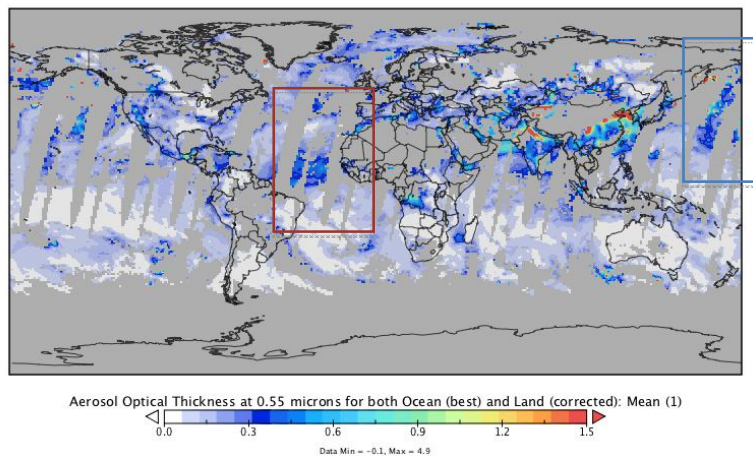 Aerosol Optical Thickness at 0.55 microns for both Ocean (best) and Land (corrected): Mean (1)
0.0 0.3 0.6 0.9 1.2 1.5
Data Min = −0.1, Max = 4.9